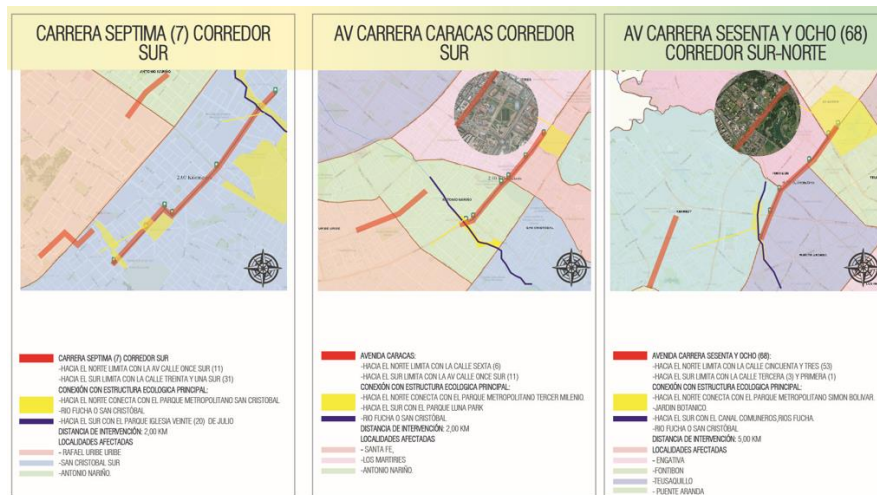 CARRERA SEPTIMA (7) CORREDOR
SUR
ANTONIO NARIÑO
CARRERA SEPTIMA (7) CORREDOR SUR
-HACIA EL NORTE LIMITA CON LA AV CALLE ONCE SUR (11)
-HACIA EL SUR LIMITA CON LA CALLE TREINTA Y UNA SUR (31)
CONEXIÓN CON ESTRUCTURA ECOLOGICA PRINCIPAL:
-HACIA EL NORTE CONECTA CON EL PARQUE METROPOLITANO SAN CRISTOBAL
-RIO FUCHA O SAN CRISTÓBAL
-HACIA EL SUR CON EL PARQUE IGLESIA VEINTE (20) DE JULIO
DISTANCIA DE INTERVENCIÓN: 2,00 KM
LOCALIDADES AFECTADAS
- RAFAEL URIBE URIBE
-SAN CRISTOBAL SUR
-ANTONIO NARIÑO.
AV CARRERA CARACAS CORREDOR
SUR
ANTONIO NARIÑO
SAN CRISTOBAL
AVENIDA CARACAS:
-HACIA EL NORTE LIMITA CON LA CALLE SEXTA (6)
-HACIA EL SUR LIMITA CON LA AV CALLE ONCE SUR (11)
CONEXIÓN CON ESTRUCTURA ECOLOGICA PRINCIPAL:
-HACIA EL NORTE CONECTA CON EL PARQUE METROPOLITANO TERCER MILENIO.
-HACIA EL SUR CON EL PARQUE LUNA PARK
-RIO FUCHA O SAN CRISTÓBAL
DISTANCIA DE INTERVENCIÓN: 2,00 KM
LOCALIDADES AFECTADAS
- SANTA FE,
-LOS MARTIRIES
-ANTONIO NARIÑO.
AV CARRERA SESENTA Y OCHO (68)
CORREDOR SUR-NORTE
AVENIDA CARRERA SESENTA Y OCHO (68):
-HACIA EL NORTE LIMITA CON LA CALLE CINCUENTA Y TRES (53)
-HACIA EL SUR LIMITA CON LA CALLE TERCERA (3) Y PRIMERA (1)
CONEXIÓN CON ESTRUCTURA ECOLOGICA PRINCIPAL:
-HACIA EL NORTE CONECTA CON EL PARQUE METROPOLITANO SIMON BOLIVAR.
-JARDIN BOTANICO.
-HACIA EL SUR CON EL CANAL COMUNEROS,RIOS FUCHA.
-RIO FUCHA O SAN CRISTÓBAL
DISTANCIA DE INTERVENCIÓN: 5,00 KM
LOCALIDADES AFECTADAS
- ENGATIVA
-FONTIBON
-TEUSAQUILLO
- PUENTE ARANDA